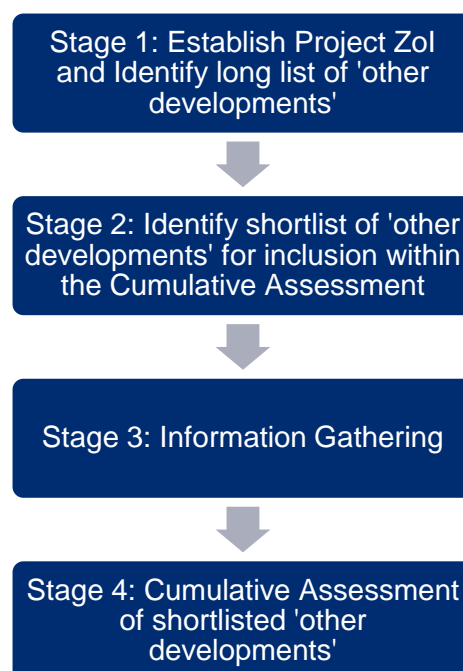 Stage 1: Establish Project ZoI
and Identify long list of 'other
developments'
Stage 2: Identify shortlist of 'other
developments' for inclusion within
the Cumulative Assessment
Stage 3: Information Gathering
Stage 4: Cumulative Assessment
of shortlisted 'other
developments'